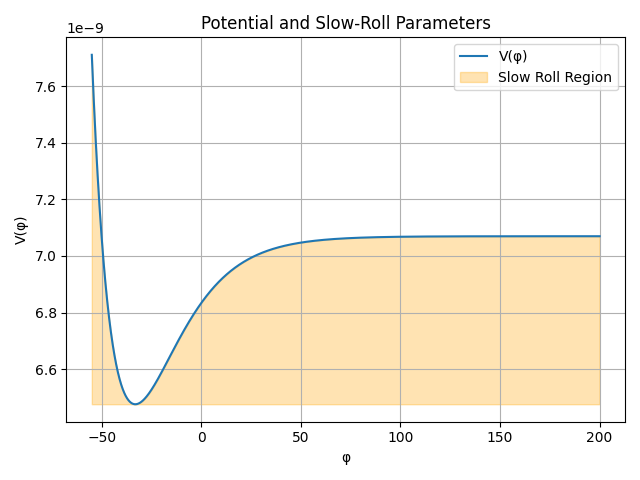 Potential and Slow-Roll Parameters
1e−9
V(φ)
Slow Roll Region
7.6
7.4
7.2
7.0
6.8
6.6
V(φ)
−50
0
50
100
150
200
φ